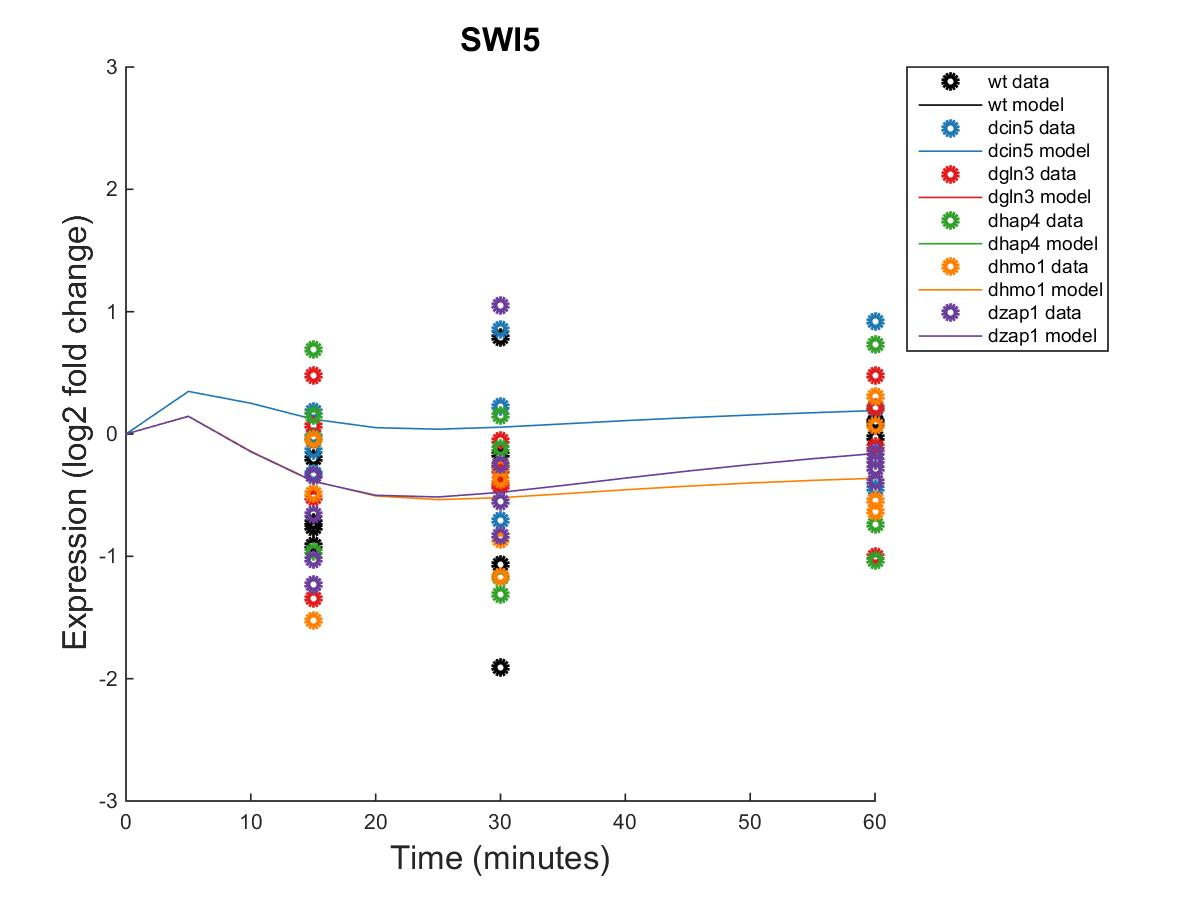 SWI5
3
2
1
0
-1
-2
-3
Expression (log2 fold change)
0 10 20 30 40 50 60
Time (minutes)
wt data
wt model
dcin5 data
dcin5 model
dgln3 data
dgln3 model
dhap4 data
dhap4 model
dhmo1 data
dhmo1 model
dzap1 data
dzap1 model